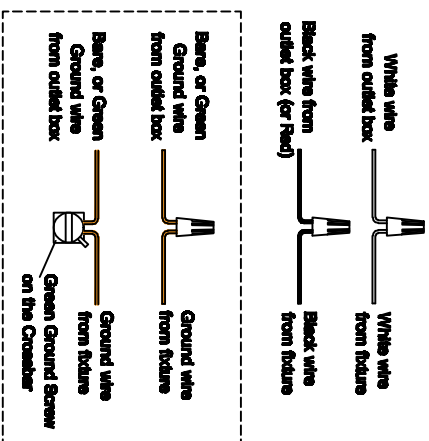 White wire
from outlet box
White wire
from fixture
Black wire from
outlet box (or Red)
Black wire
from fixture
Bare, or Green
Ground wire
from outlet box
Ground wire
from fixture
Bare, or Green
Ground wire
from outlet box
Ground wire
from fixture
Green Ground Screw
on the Crossbar